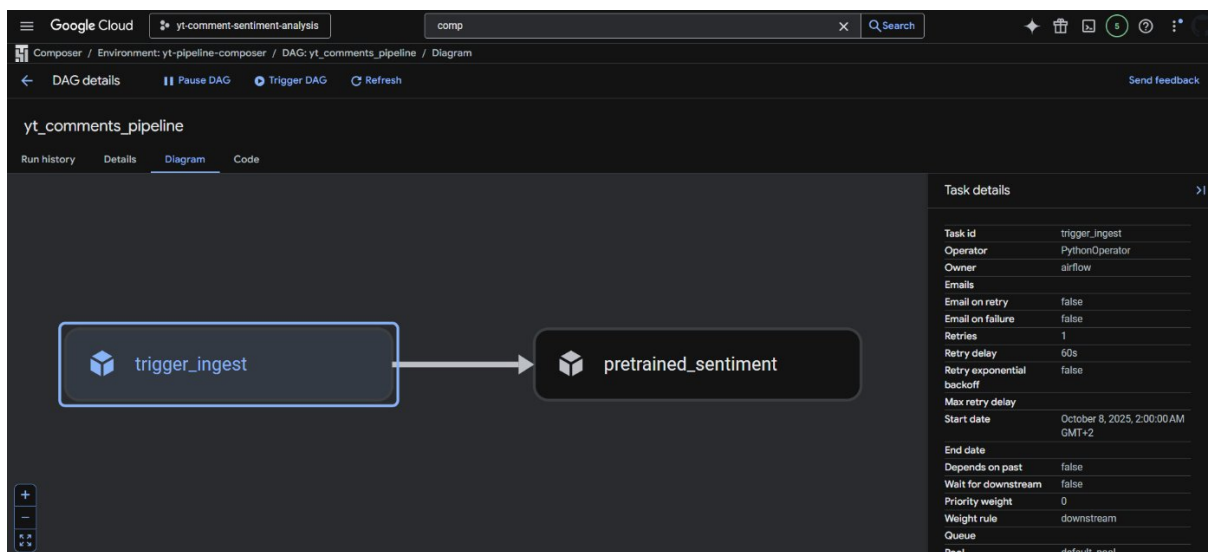 Google Cloud yt-comment-sentiment-analysis comp Search 5
Composer / Environment: yt-pipeline-composer / DAG: yt_comments_pipeline / Diagram
DAG details Pause DAG Trigger DAG Refresh Send feedback
yt_comments_pipeline
Run history Details Diagram Code
trigger_ingest
pretrained_sentiment
Task details
Task id trigger_ingest
Operator PythonOperator
Owner airflow
Emails
Email on retry false
Email on failure false
Retries 1
Retry delay 60s
Retry exponential
backoff false
Max retry delay
Start date October 8, 2025, 2:00:00 AM
GMT+2
End date
Depends on past false
Wait for downstream false
Priority weight 0
Weight rule downstream
Queue
Pool default_pool